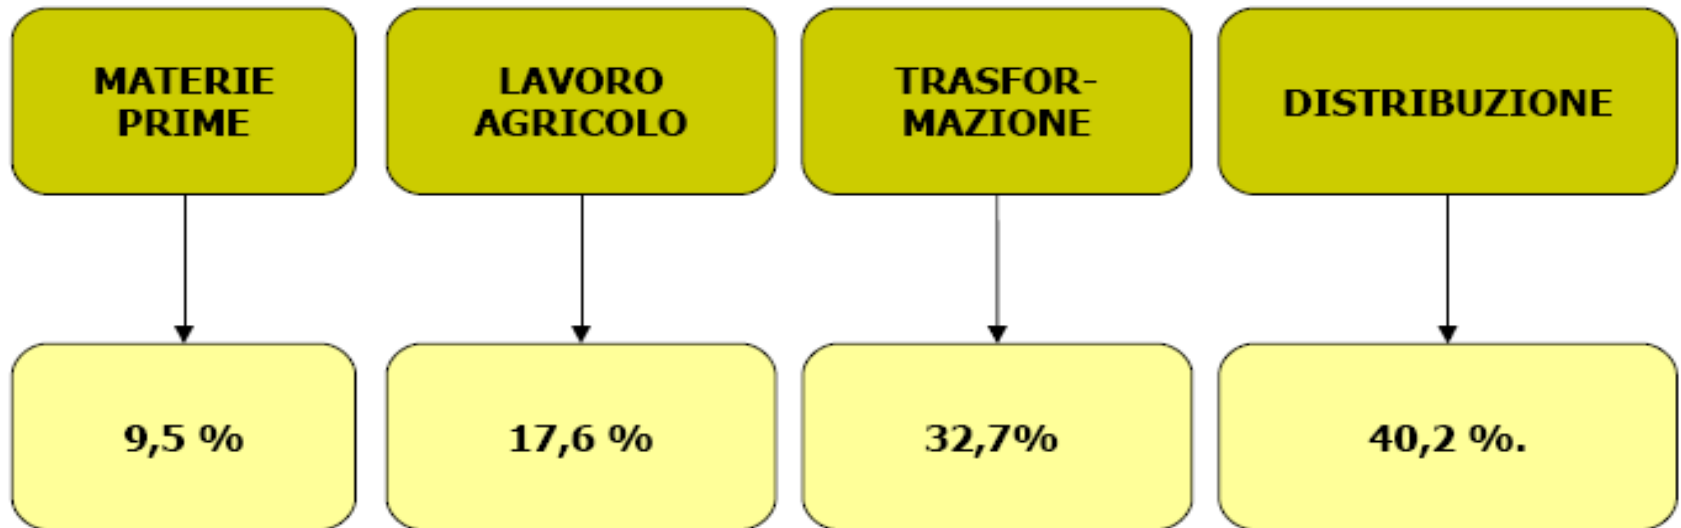 MATERIE
PRIME
LAVORO
AGRICOLO
TRASFOR-
MAZIONE
DISTRIBUZIONE
9,5 %
17,6 %
32,7%
40,2 %.